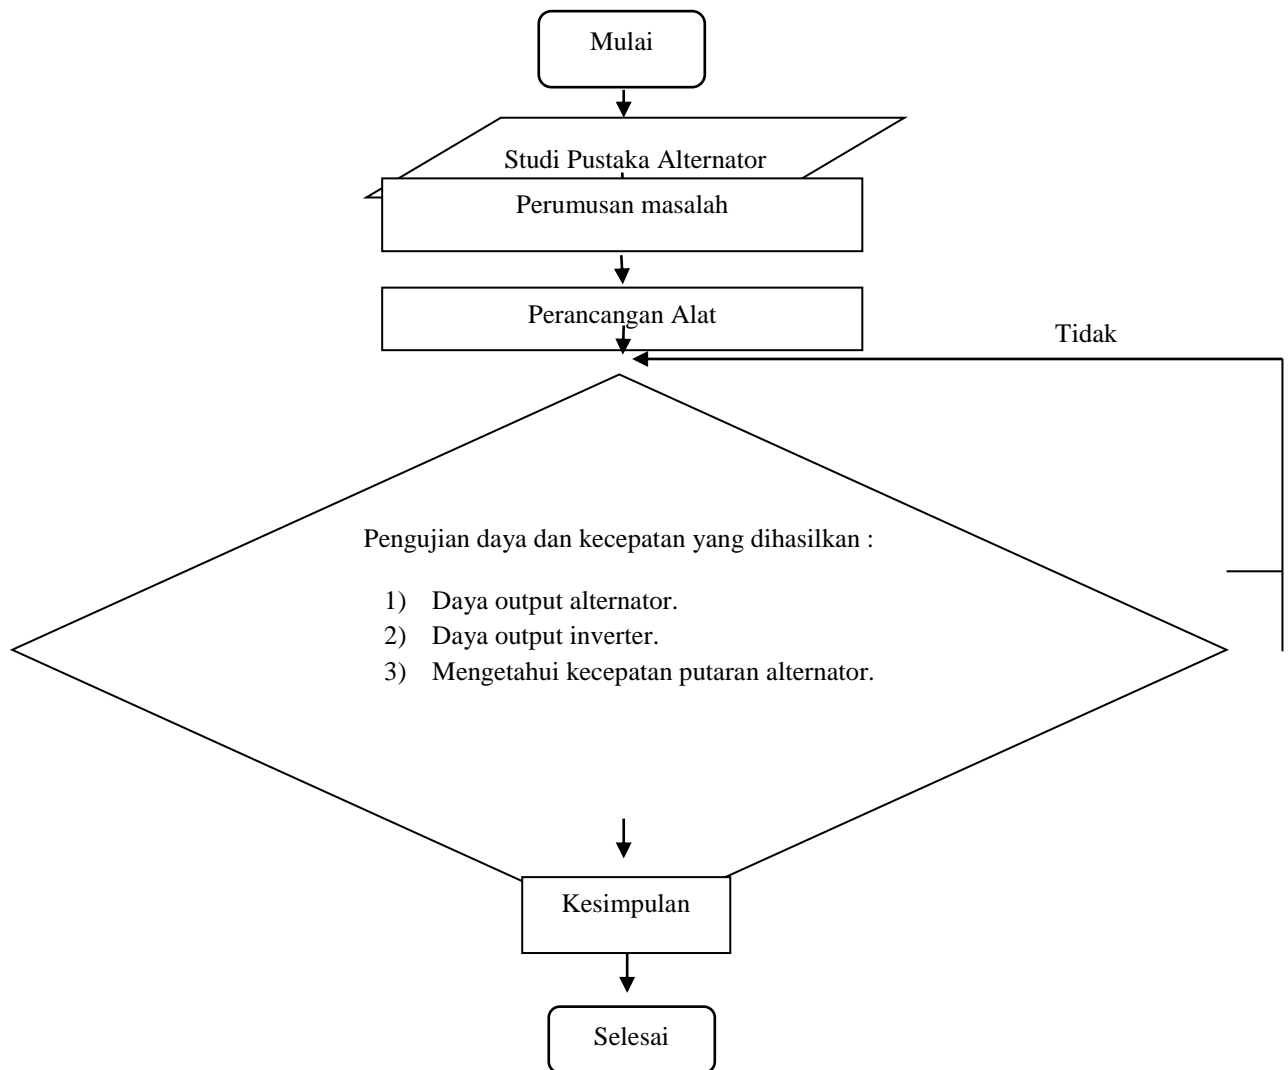 Mulai
Studi Pustaka Alternator
Perumusan masalah
Perancangan Alat
Tidak
Pengujian daya dan kecepatan yang dihasilkan :
1) Daya output alternator.
2) Daya output inverter.
3) Mengetahui kecepatan putaran alternator.
Kesimpulan
Selesai